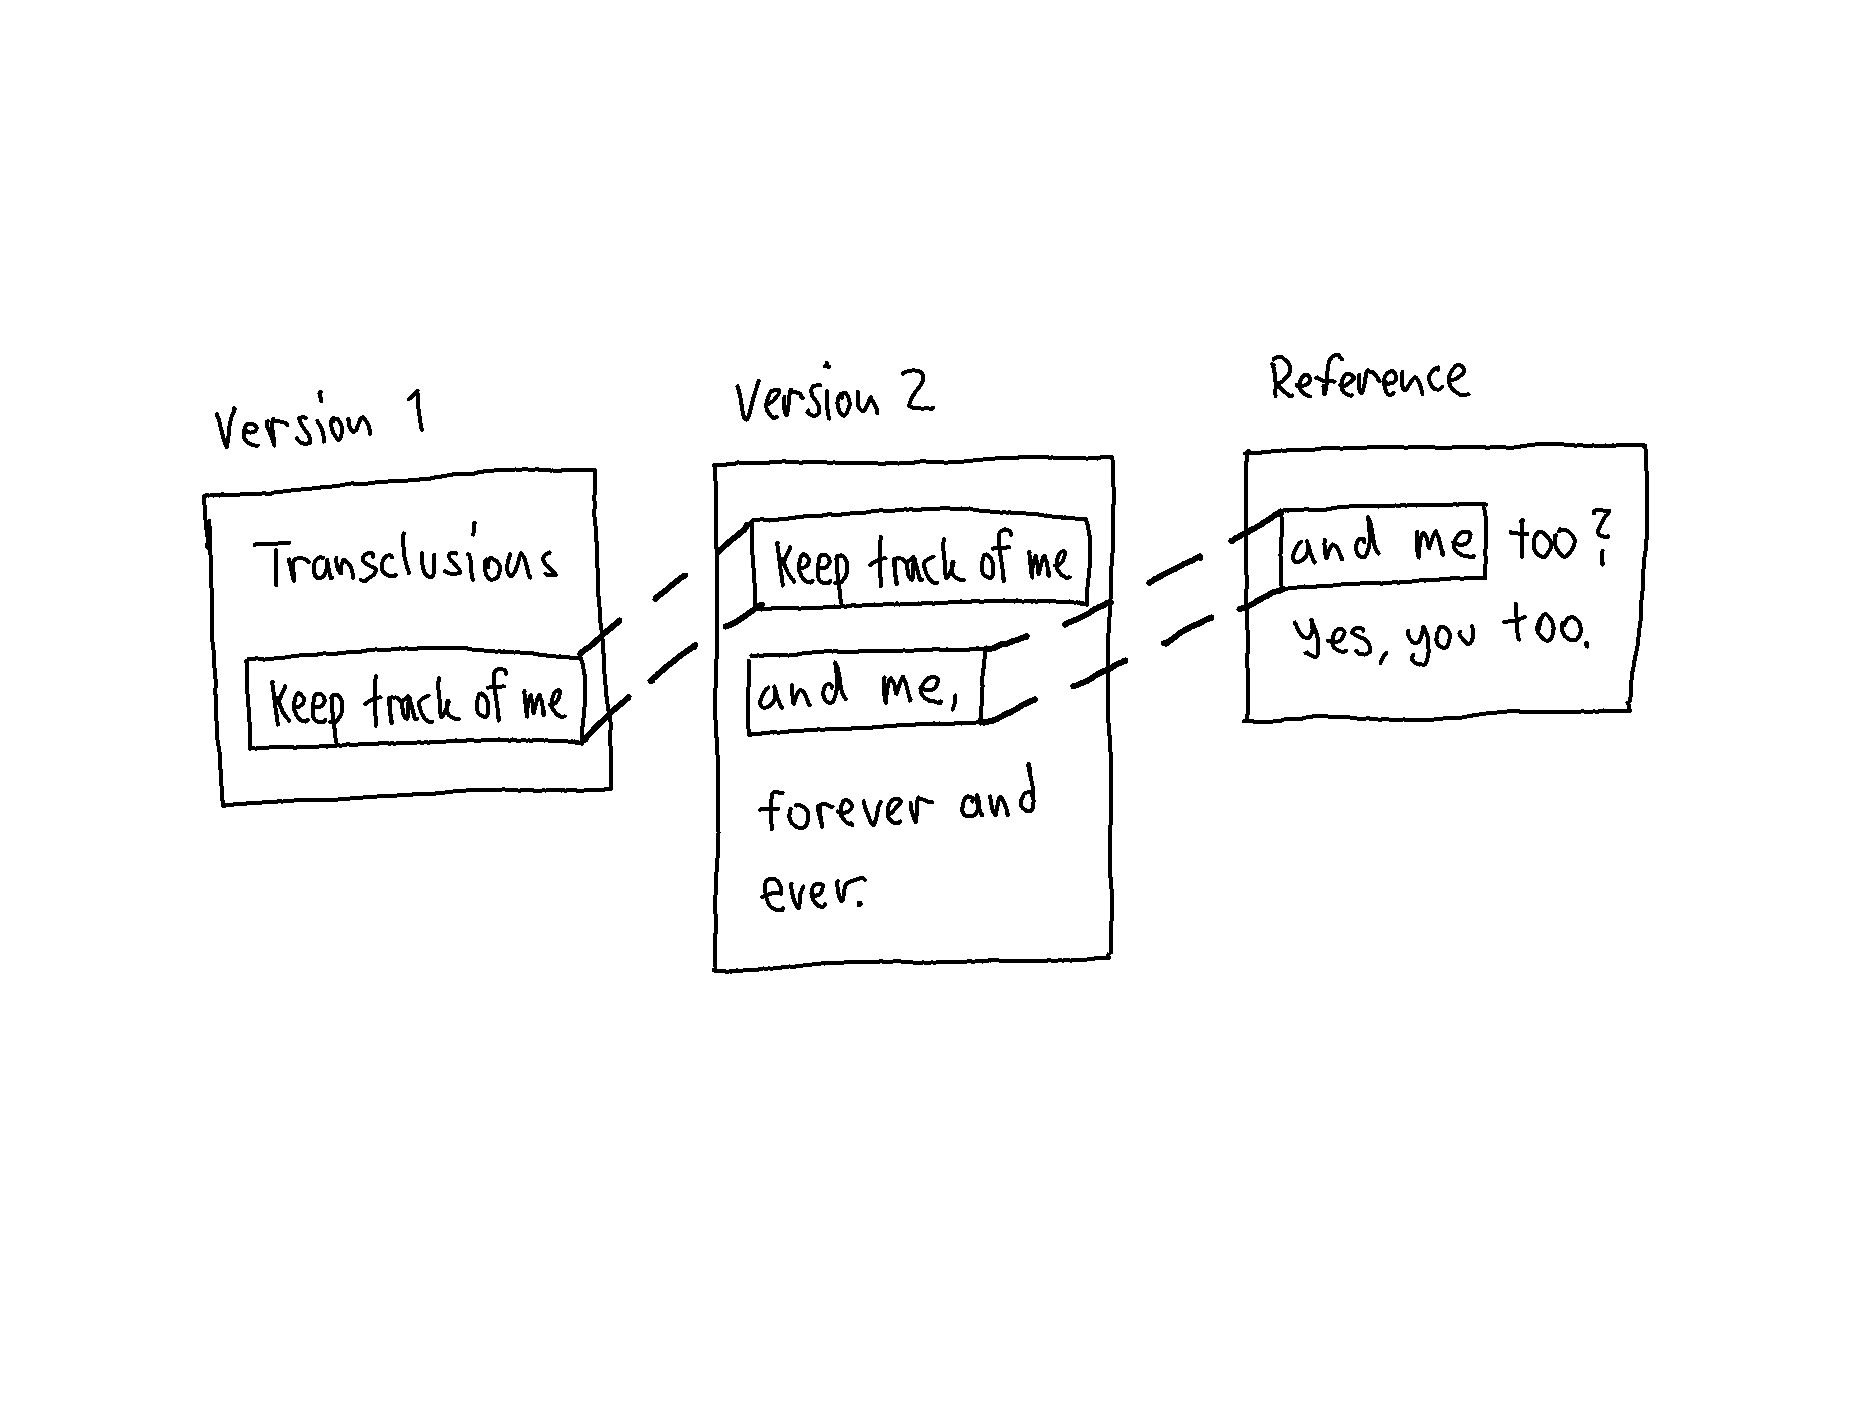 Version 1
Transclusions
Keep track of me
Version 2
Keep track of me
and me,
forever and
ever.
Reference
and me too?
Yes, you too.